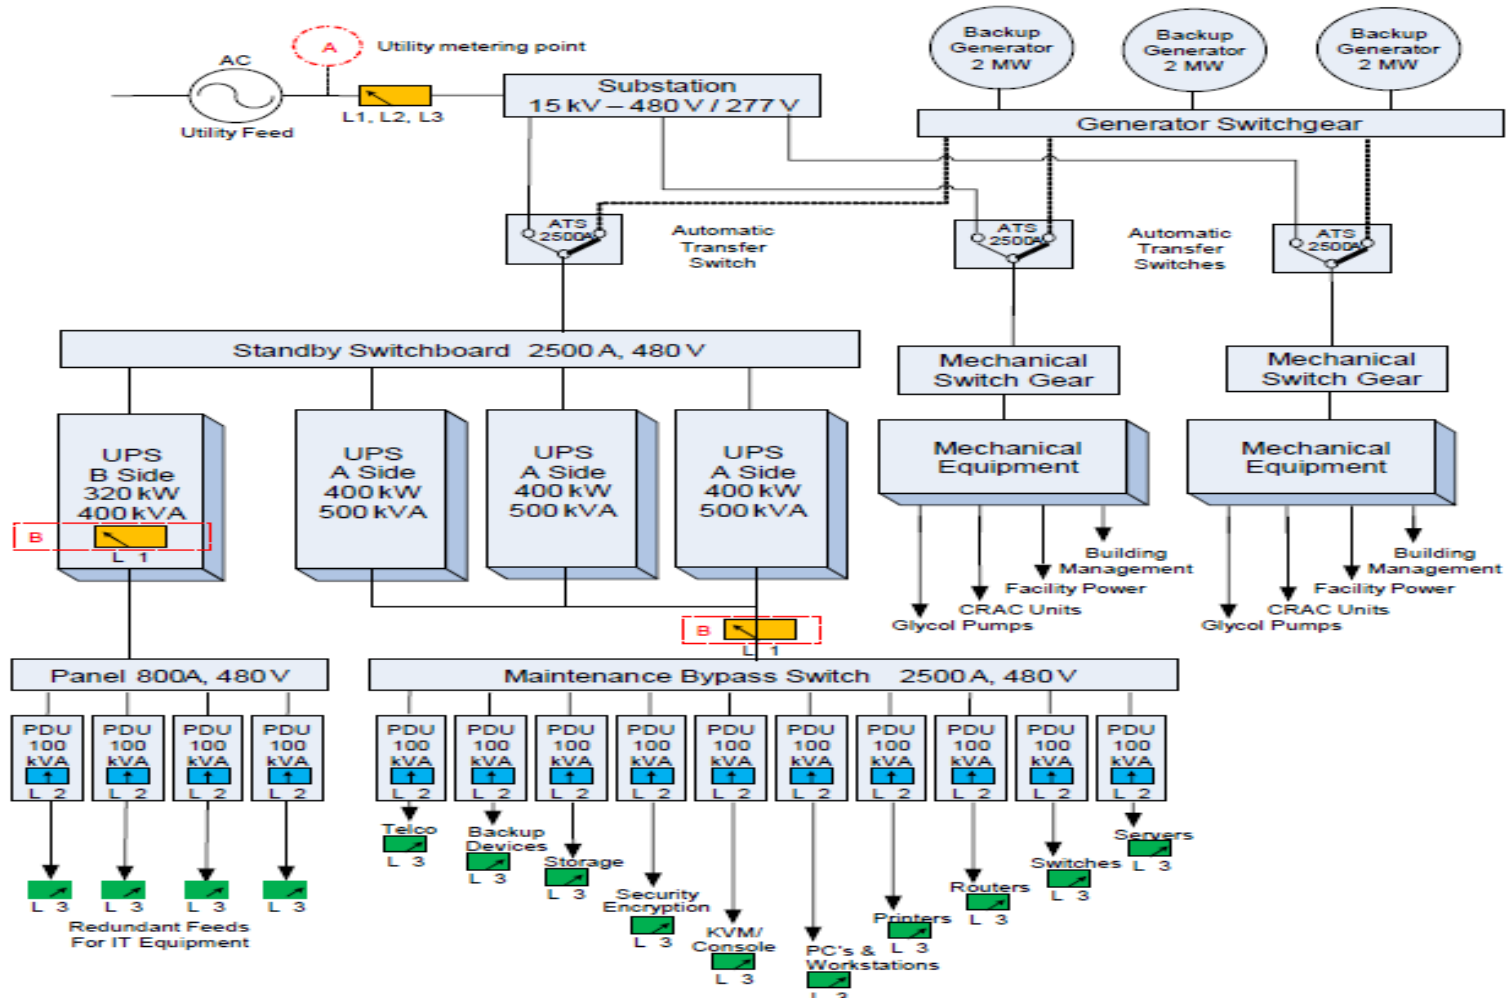 A
Utility metering point
AC
Utility Feed
L1, L2, L3
Substation
15 kV – 480 V / 277 V
Backup
Generator
2 MW
Backup
Generator
2 MW
Backup
Generator
2 MW
Generator Switchgear
ATS
2500A
Automatic
Transfer
Switch
ATS
2500A
Automatic
Transfer
Switches
ATS
2500A
Standby Switchboard 2500 A, 480 V
Mechanical
Switch Gear
Mechanical
Switch Gear
UPS
B Side
320 kW
400 kVA
B
L 1
UPS
A Side
400 kW
500 kVA
UPS
A Side
400 kW
500 kVA
UPS
A Side
400 kW
500 kVA
Mechanical
Equipment
Mechanical
Equipment
Building
Management
Facility Power
CRAC Units
Glycol Pumps
Building
Management
Facility Power
CRAC Units
Glycol Pumps
B
L 1
Panel 800A, 480 V
Maintenance Bypass Switch 2500 A, 480 V
PDU
100
kVA
L 2
PDU
100
kVA
L 2
PDU
100
kVA
L 2
PDU
100
kVA
L 2
PDU
100
kVA
L 2
PDU
100
kVA
L 2
PDU
100
kVA
L 2
PDU
100
kVA
L 2
PDU
100
kVA
L 2
PDU
100
kVA
L 2
PDU
100
kVA
L 2
PDU
100
kVA
L 2
PDU
100
kVA
L 2
PDU
100
kVA
L 2
L 3
L 3
L 3
L 3
Redundant Feeds
For IT Equipment
Telco
L 3
Backup
Devices
L 3
Storage
L 3
Security
Encryption
L 3
KVM/
Console
L 3
PC's &
Workstations
L 3
Printers
L 3
Routers
L 3
Switches
L 3
Servers
L 3